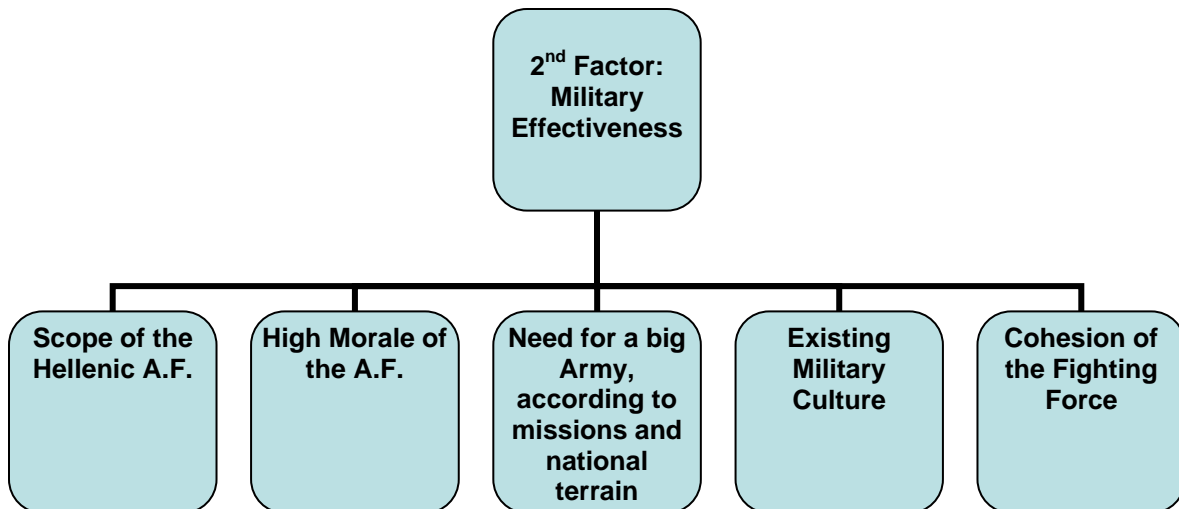 2nd Factor:
Military
Effectiveness
Scope of the
Hellenic A.F.
High Morale of
the A.F.
Need for a big
Army,
according to
missions and
national
terrain
Existing
Military
Culture
Cohesion of
the Fighting
Force